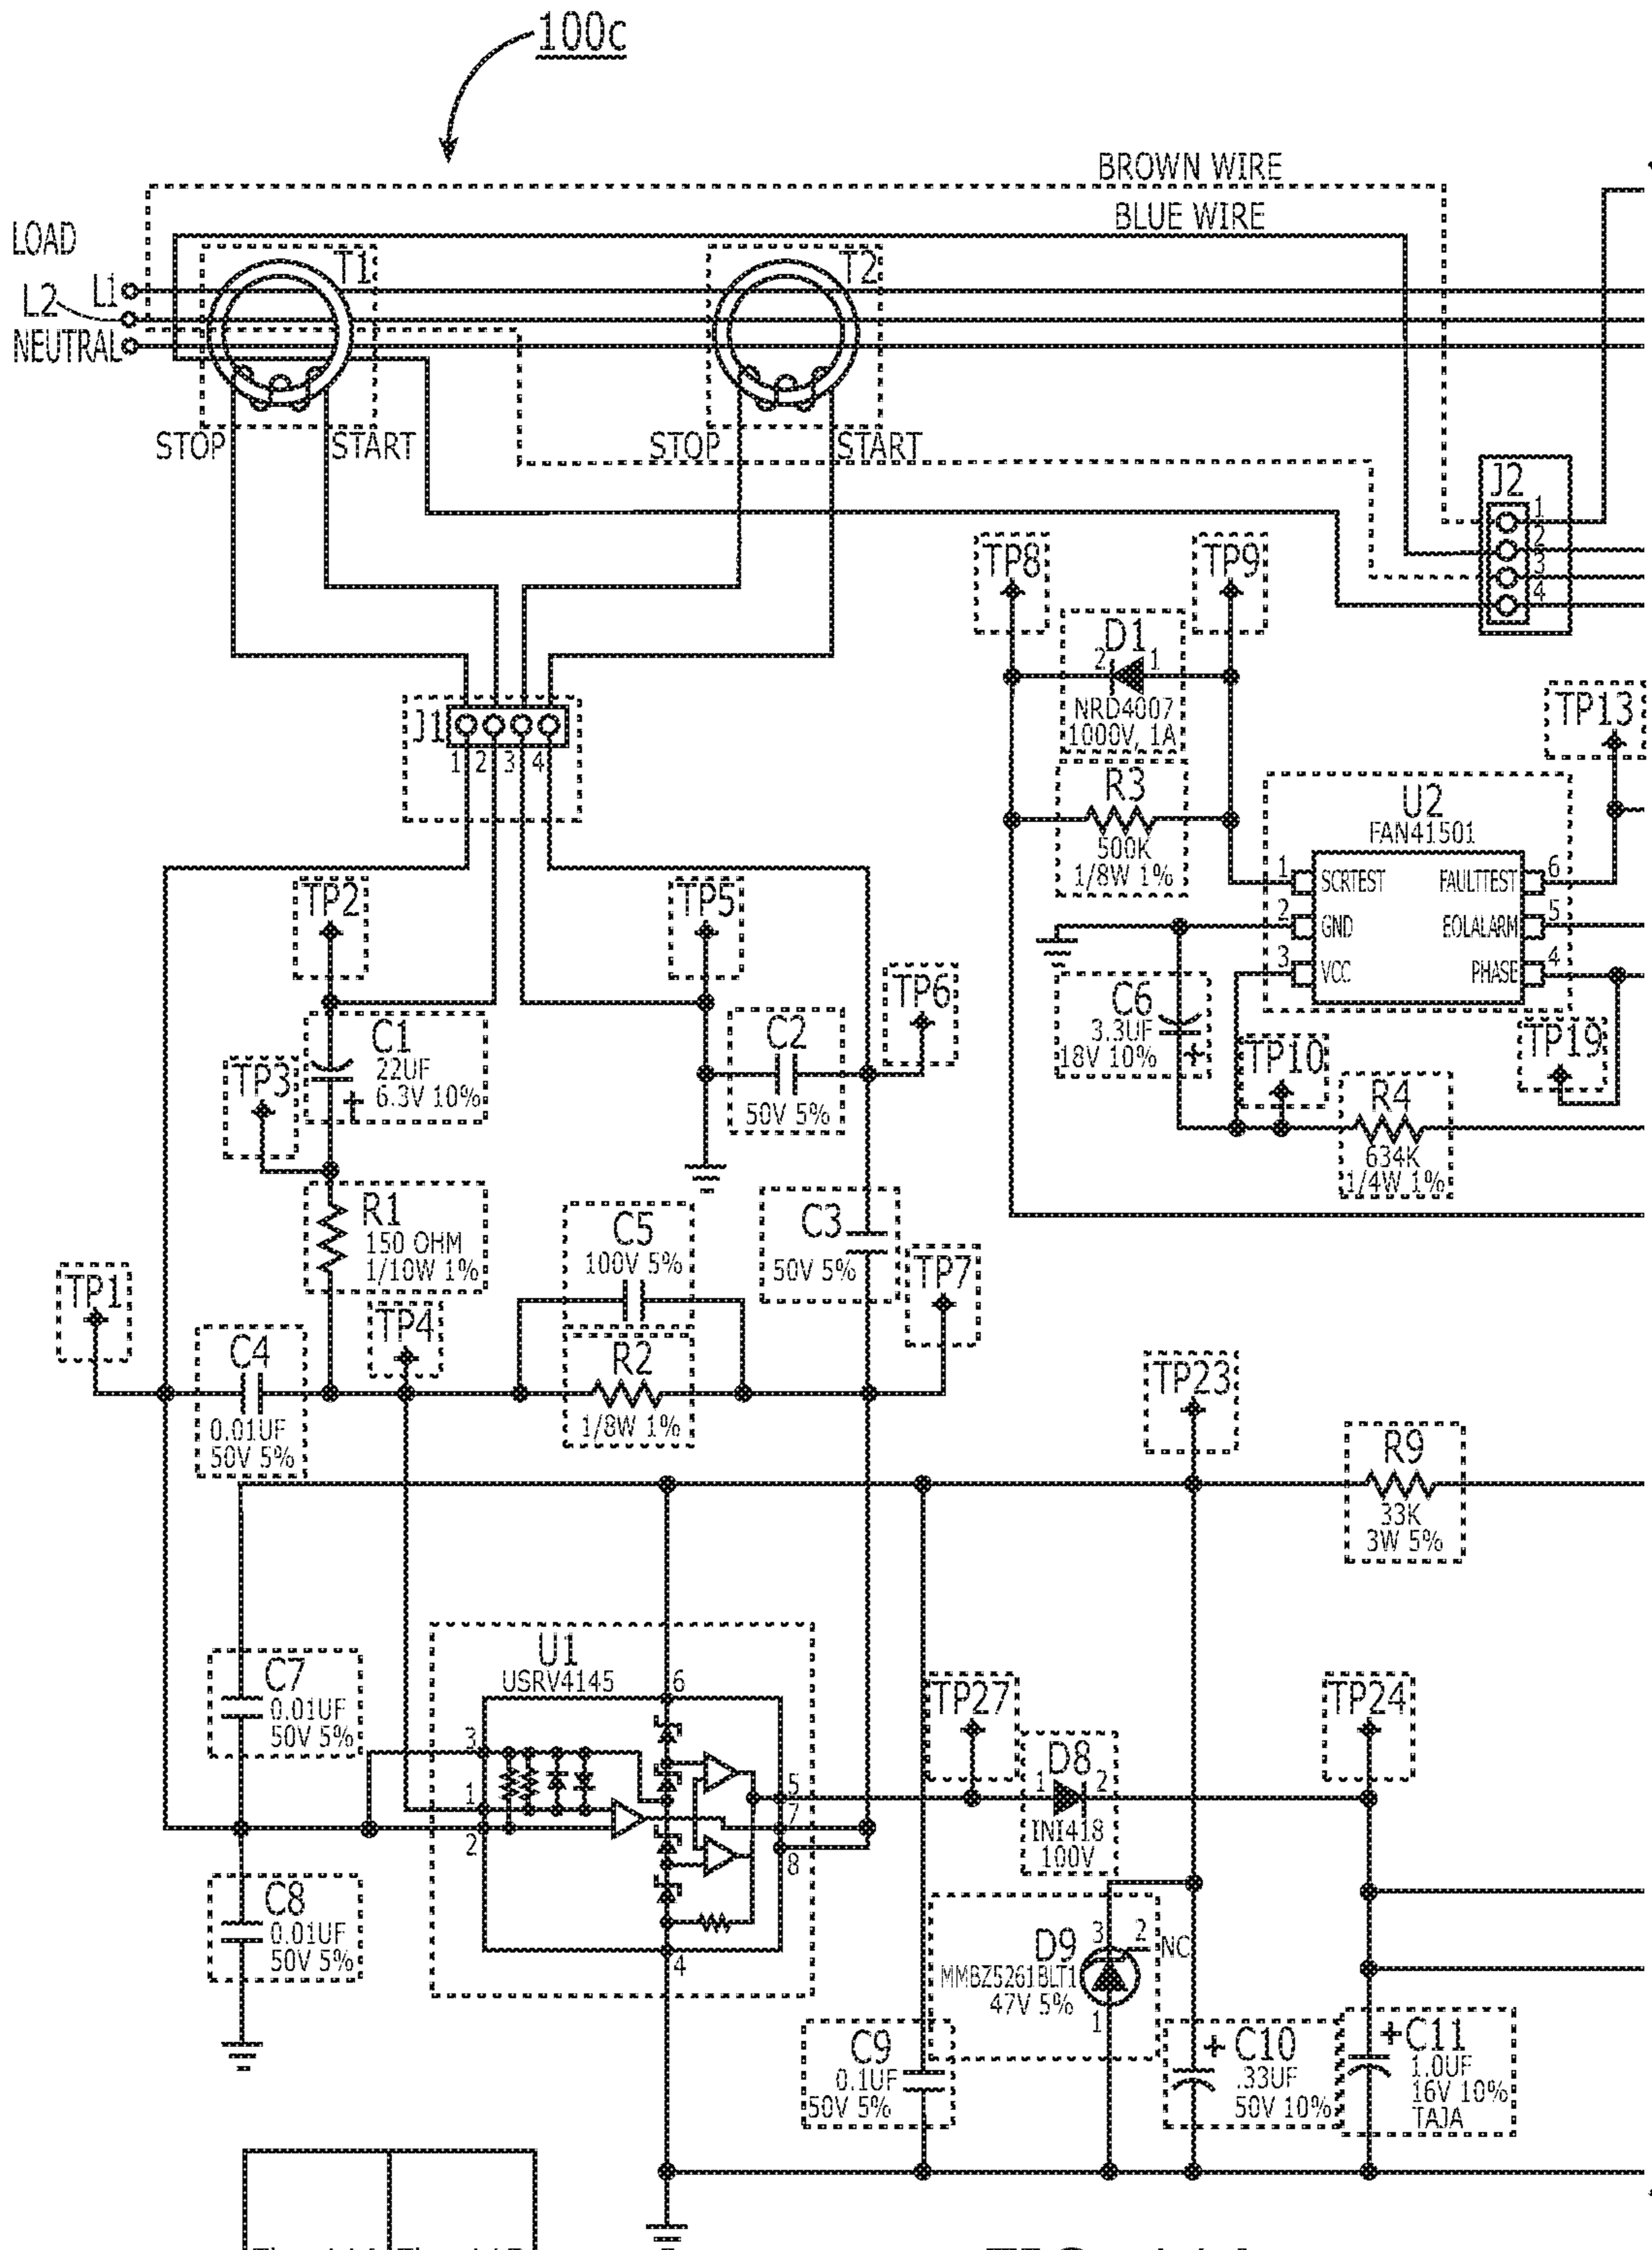 100c
BROWN WIRE
BLUE WIRE
LOAD
L1
L2
NEUTRAL
T1
T2
STOP
START
STOP
START
J2
1
2
3
4
TP8
TP9
D1
2
1
NRD4007
1000V, 1A
TP13
J1
1
2
3
4
R3
500K
1/8W 1%
U2
FAN41501
1
SCRTEST
FAULTTEST
6
2
GND
EOLALARM
5
3
VCC
PHASE
4
TP2
TP5
TP6
C6
3.3UF
18V 10%
+
TP10
TP19
C1
22UF
6.3V 10%
+
C2
50V 5%
TP3
R4
634K
1/4W 1%
R1
150 OHM
1/10W 1%
C5
100V 5%
C3
50V 5%
TP7
TP1
TP4
C4
0.01UF
50V 5%
R2
1/8W 1%
TP23
R9
33K
3W 5%
U1
USRV4145
6
3
1
2
5
7
8
4
C7
0.01UF
50V 5%
TP27
TP24
D8
1
2
INI418
100V
C8
0.01UF
50V 5%
D9
3
2
NC
MMBZ5261BLT1
47V 5%
1
C9
0.1UF
50V 5%
+
C10
.33UF
50V 10%
+
C11
1.0UF
16V 10%
TAJA